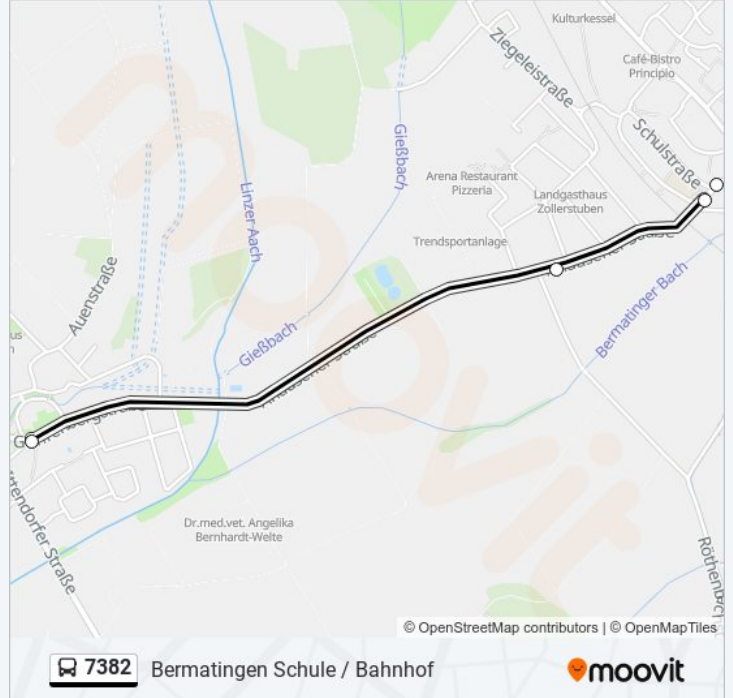 Kulturkessel
Ziegeleistraße
Café-Bistro
Principio
Gießbach
Schulstraße
Arena Restaurant
Pizzeria
Landgasthaus
Zollerstuben
Linzer Aach
Trendsportanlage
Auenstraße
Bermatinger Bach
Gießbach
Dr.med.vet. Angelika
Bernhardt-Welte
moovit
© OpenStreetMap contributors | © OpenMapTiles
7382 Bermatingen Schule / Bahnhof
moovit